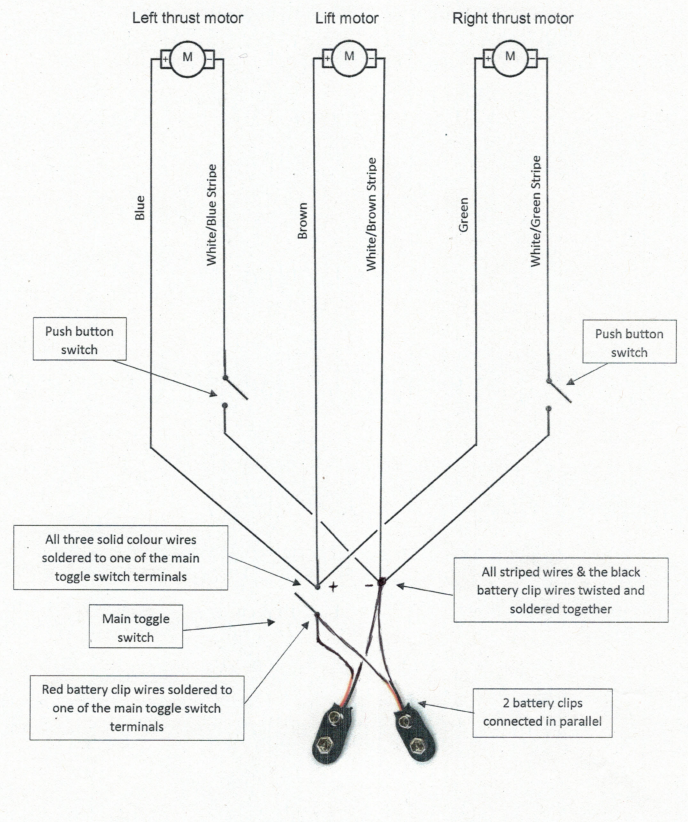 Left thrust motor
Lift motor
Right thrust motor
+ M -
+ M -
+ M -
Blue
White/Blue Stripe
Brown
White/Brown Stripe
Green
White/Green Stripe
Push button
switch
Push button
switch
All three solid colour wires
soldered to one of the main
toggle switch terminals
+
-
All striped wires & the black
battery clip wires twisted and
soldered together
Main toggle
switch
Red battery clip wires soldered to
one of the main toggle switch
terminals
2 battery clips
connected in parallel